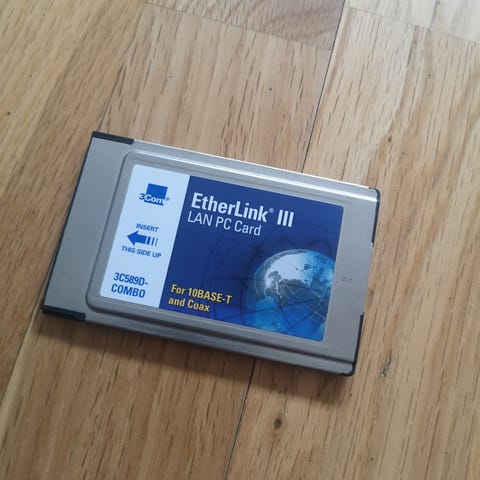 3Com®
INSERT
THIS SIDE UP
3C589D-
COMBO
EtherLink® III
LAN PC Card
For 10BASE-T
and Coax